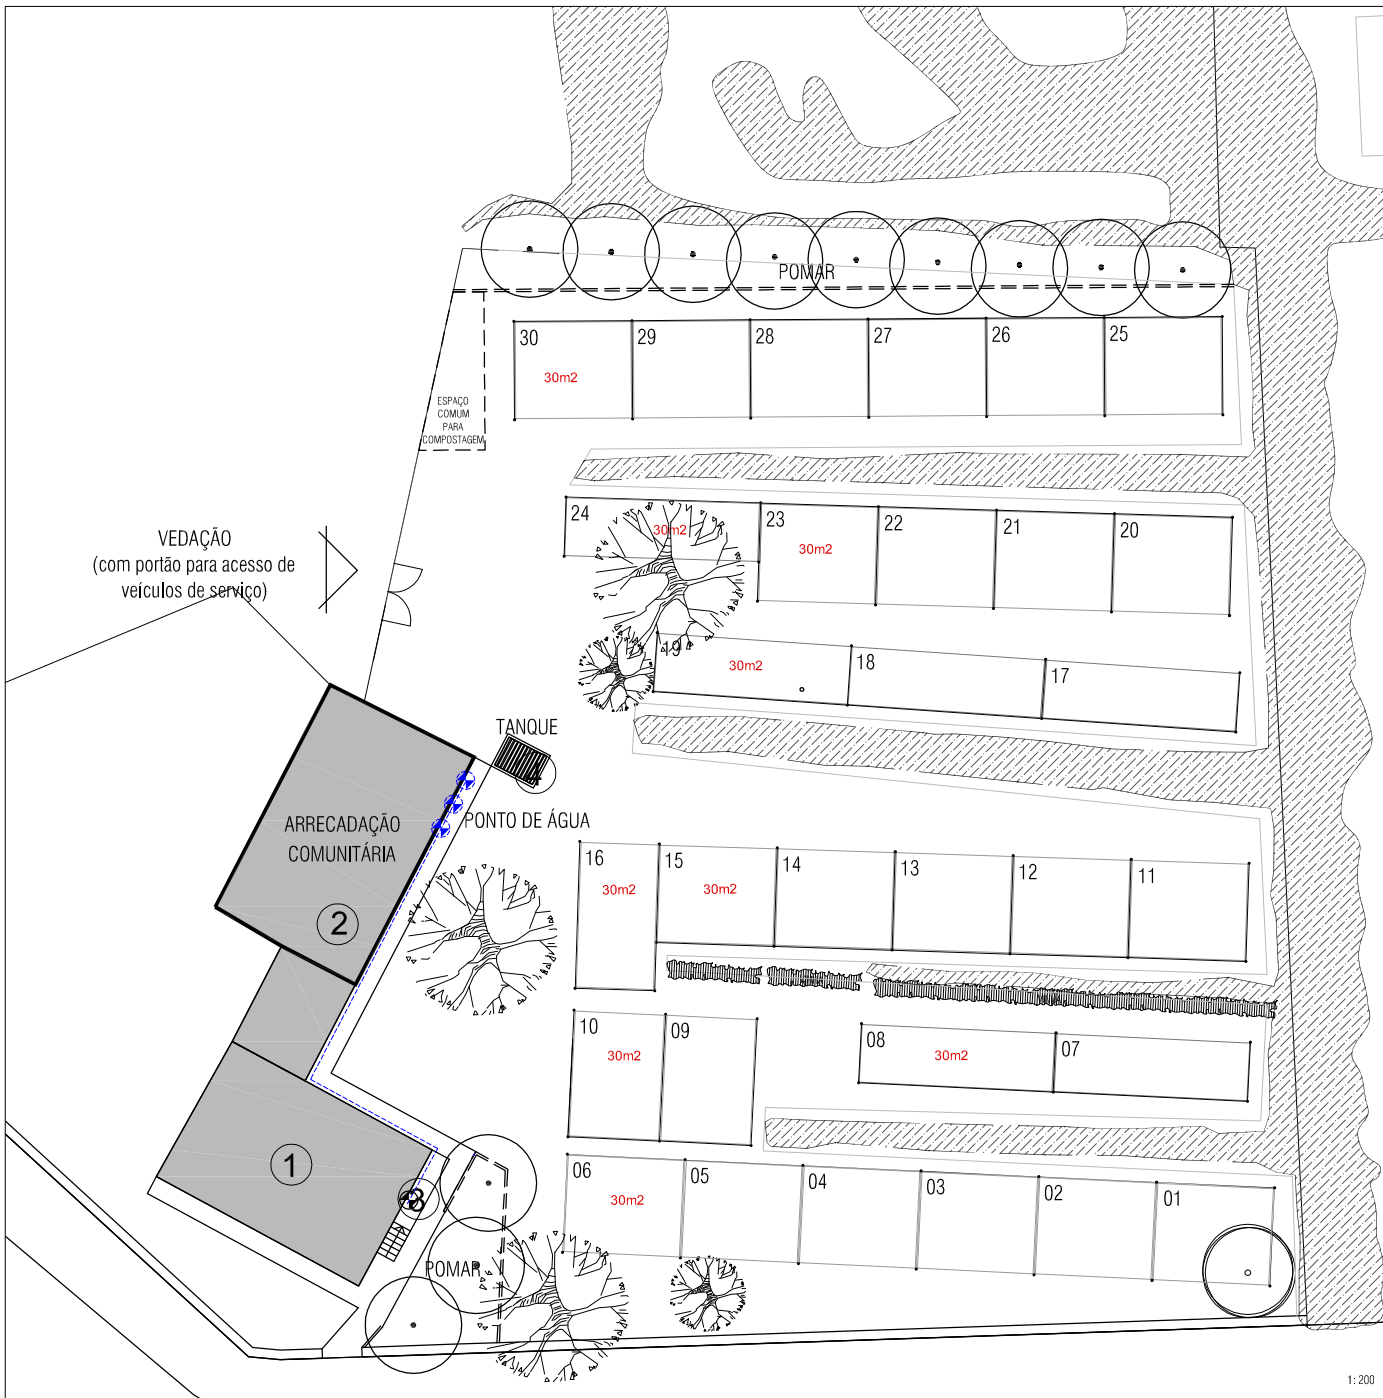 POMAR
30
29
28
27
26
25
30m2
ESPAÇO
COMUM
PARA
COMPOSTAGEM
24
30m2
23
22
21
20
30m2
VEDAÇÃO
(com portão para acesso de
veículos de serviço)
19
30m2
18
17
TANQUE
PONTO DE ÁGUA
ARRECADAÇÃO
COMUNITÁRIA
2
16
15
14
13
12
11
30m2
30m2
10
09
08
07
30m2
30m2
1
3
06
05
04
03
02
01
30m2
POMAR
1: 200